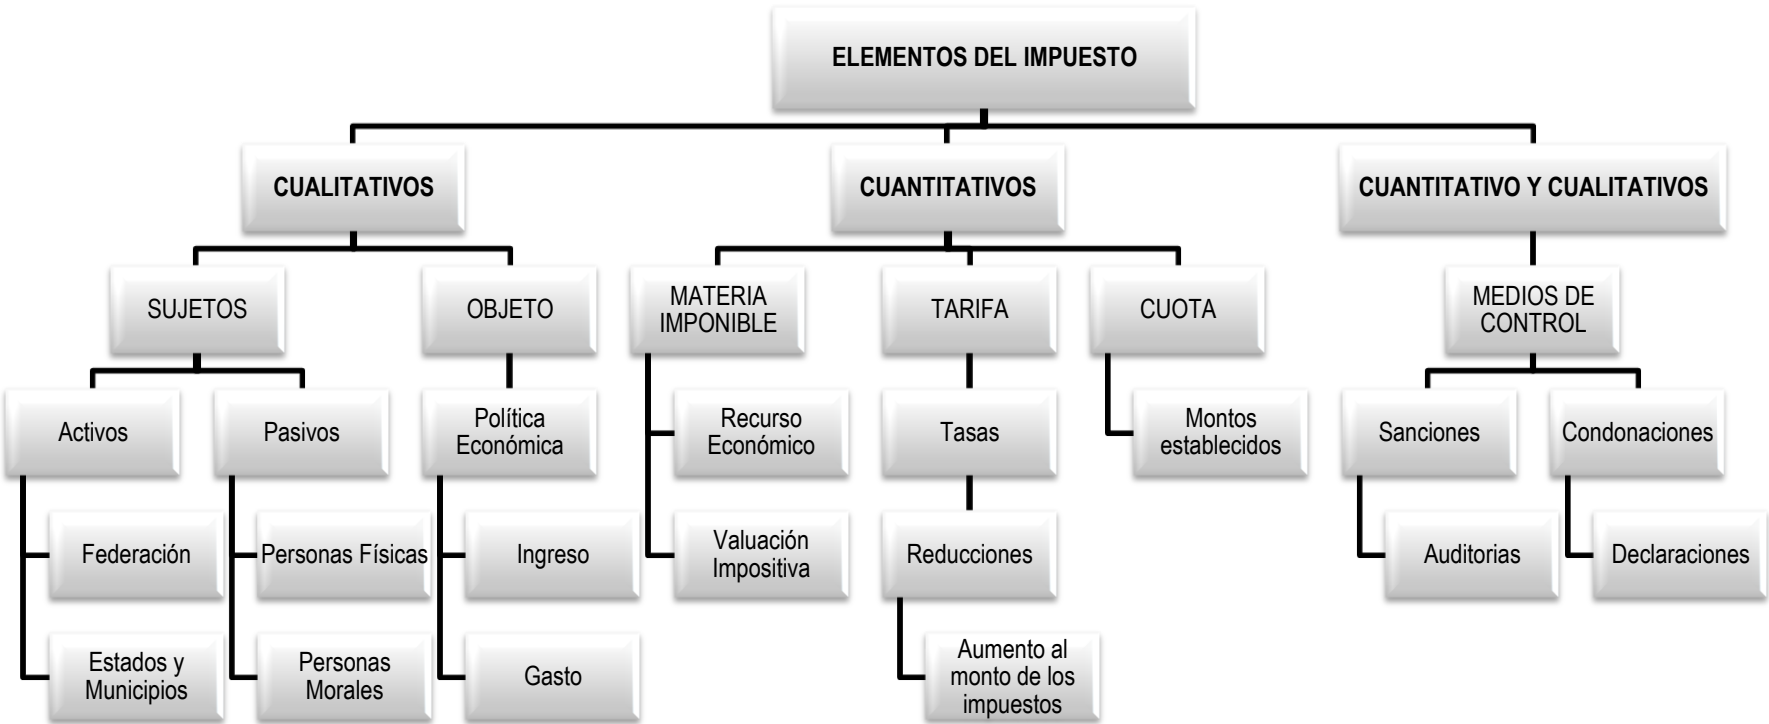 ELEMENTOS DEL IMPUESTO
CUALITATIVOS
CUANTITATIVOS
CUANTITATIVO Y CUALITATIVOS
SUJETOS
OBJETO
MATERIA
IMPONIBLE
TARIFA
CUOTA
MEDIOS DE
CONTROL
Activos
Pasivos
Política
Económica
Recurso
Económico
Tasas
Montos
establecidos
Sanciones
Condonaciones
Federación
Personas Físicas
Ingreso
Valuación
Impositiva
Reducciones
Auditorias
Declaraciones
Estados y
Municipios
Personas
Morales
Gasto
Aumento al
monto de los
impuestos